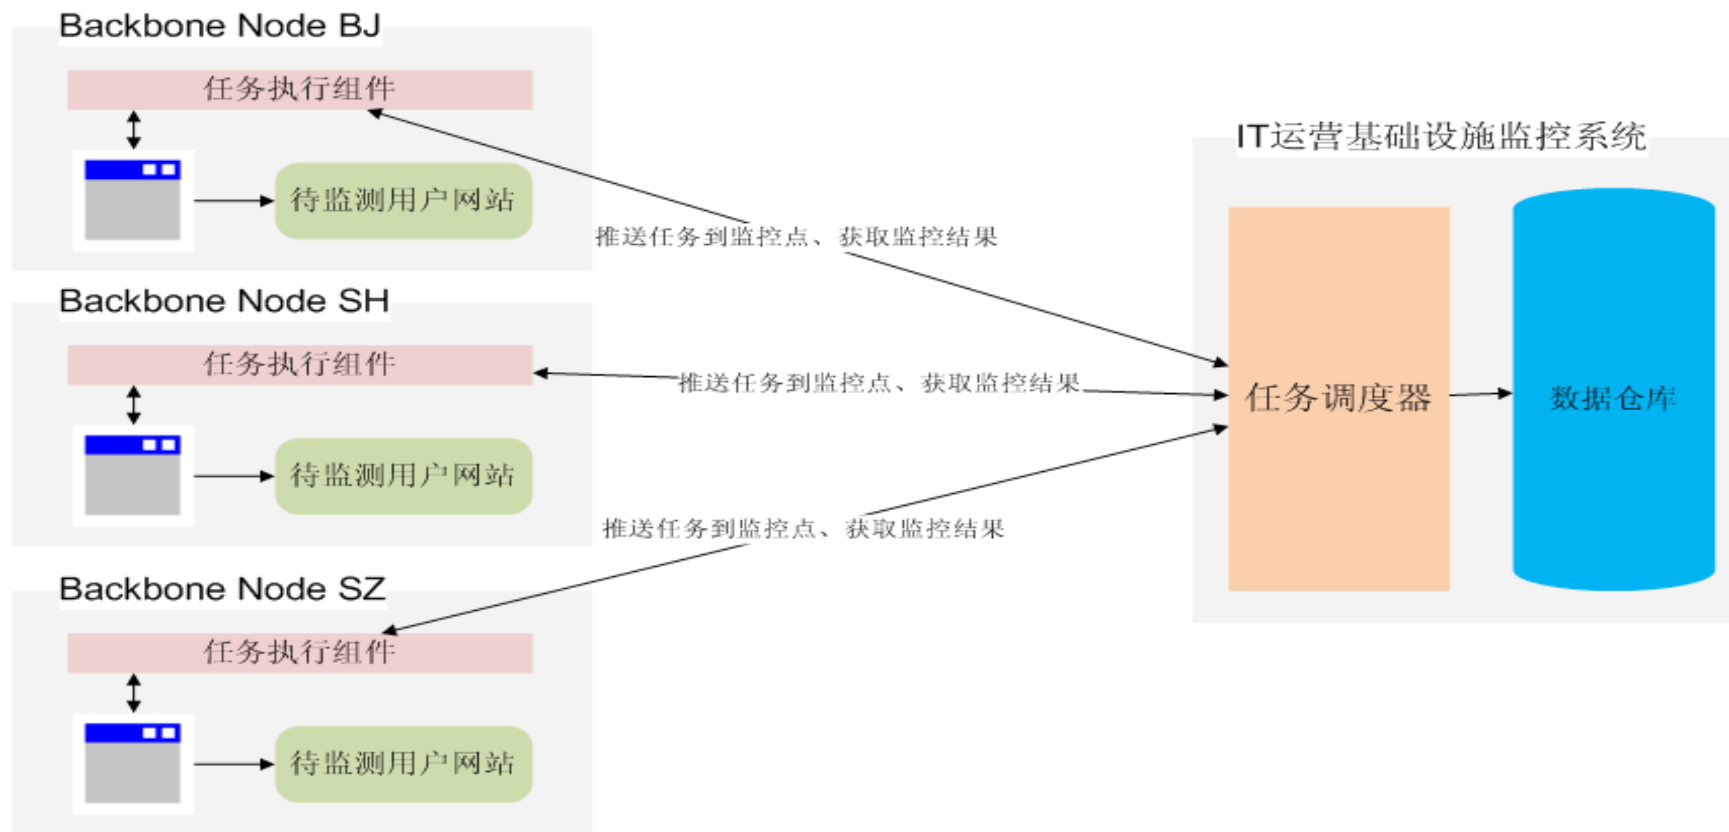 Backbone Node BJ
任务执行组件
待监测用户网站
推送任务到监控点、获取监控结果
Backbone Node SH
任务执行组件
待监测用户网站
推送任务到监控点、获取监控结果
Backbone Node SZ
任务执行组件
待监测用户网站
推送任务到监控点、获取监控结果
IT运营基础设施监控系统
任务调度器
数据仓库